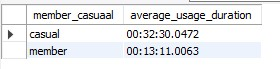 member_casuaal average_usage_duration
casual 00:32:30.0472
member 00:13:11.0063